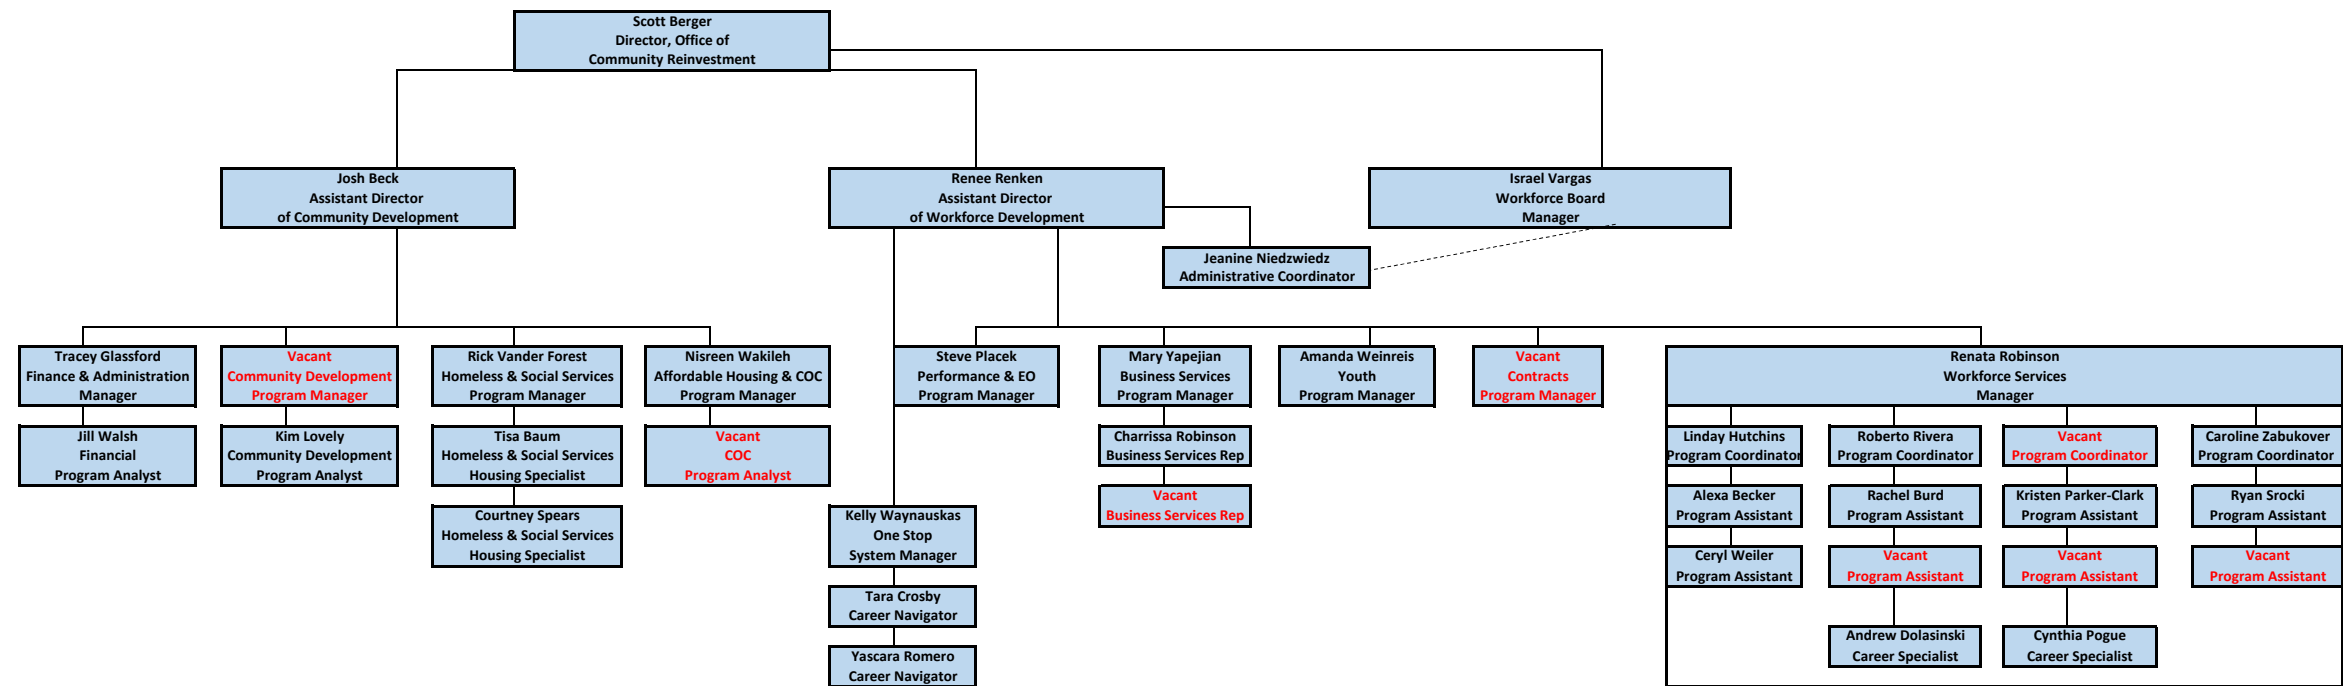 Scott Berger
Director, Office of
Community Reinvestment
Josh Beck
Assistant Director
of Community Development
Renee Renken
Assistant Director
of Workforce Development
Israel Vargas
Workforce Board
Manager
Jeanine Niedzwiedz
Administrative Coordinator
Tracey Glassford
Finance & Administration
Manager
Vacant
Community Development
Program Manager
Rick Vander Forest
Homeless & Social Services
Program Manager
Nisreen Wakileh
Affordable Housing & COC
Program Manager
Steve Placek
Performance & EO
Program Manager
Mary Yapejian
Business Services
Program Manager
Amanda Weinreis
Youth
Program Manager
Vacant
Contracts
Program Manager
Renata Robinson
Workforce Services
Manager
Jill Walsh
Financial
Program Analyst
Kim Lovely
Community Development
Program Analyst
Tisa Baum
Homeless & Social Services
Housing Specialist
Vacant
COC
Program Analyst
Charrissa Robinson
Business Services Rep
Linday Hutchins
Program Coordinator
Roberto Rivera
Program Coordinator
Vacant
Program Coordinator
Caroline Zabukover
Program Coordinator
Courtney Spears
Homeless & Social Services
Housing Specialist
Kelly Waynauskas
One Stop
System Manager
Vacant
Business Services Rep
Alexa Becker
Program Assistant
Rachel Burd
Program Assistant
Kristen Parker-Clark
Program Assistant
Ryan Srocki
Program Assistant
Ceryl Weiler
Program Assistant
Vacant
Program Assistant
Vacant
Program Assistant
Vacant
Program Assistant
Tara Crosby
Career Navigator
Andrew Dolasinski
Career Specialist
Cynthia Pogue
Career Specialist
Yascara Romero
Career Navigator